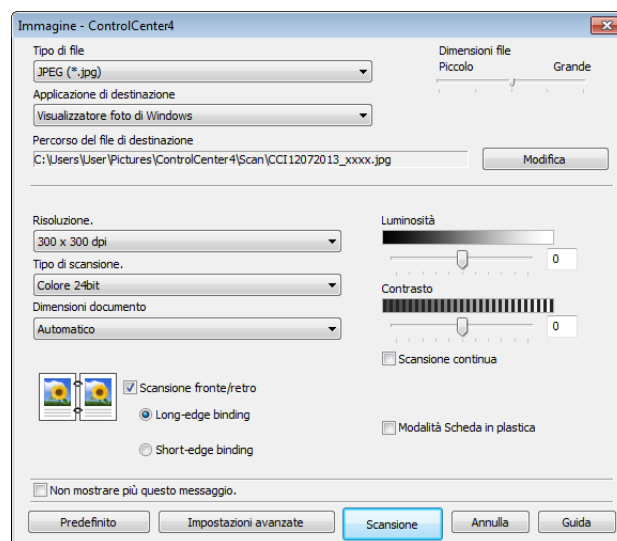 Immagine - ControlCenter4
Tipo di file
JPEG (*.jpg)
Dimensioni file
Piccolo Grande
Applicazione di destinazione
Visualizzatore foto di Windows
Percorso del file di destinazione
C:\Users\User\Pictures\ControlCenter4\Scan\CCI12072013_xxxx.jpg
Modifica
Risoluzione.
300 x 300 dpi
Tipo di scansione.
Colore 24bit
Dimensioni documento
Automatico
Luminosità
0
Contrasto
0
Scansione continua
Scansione fronte/retro
Long-edge binding
Short-edge binding
Modalità Scheda in plastica
Non mostrare più questo messaggio.
Predefinito Impostazioni avanzate Scansione Annulla Guida